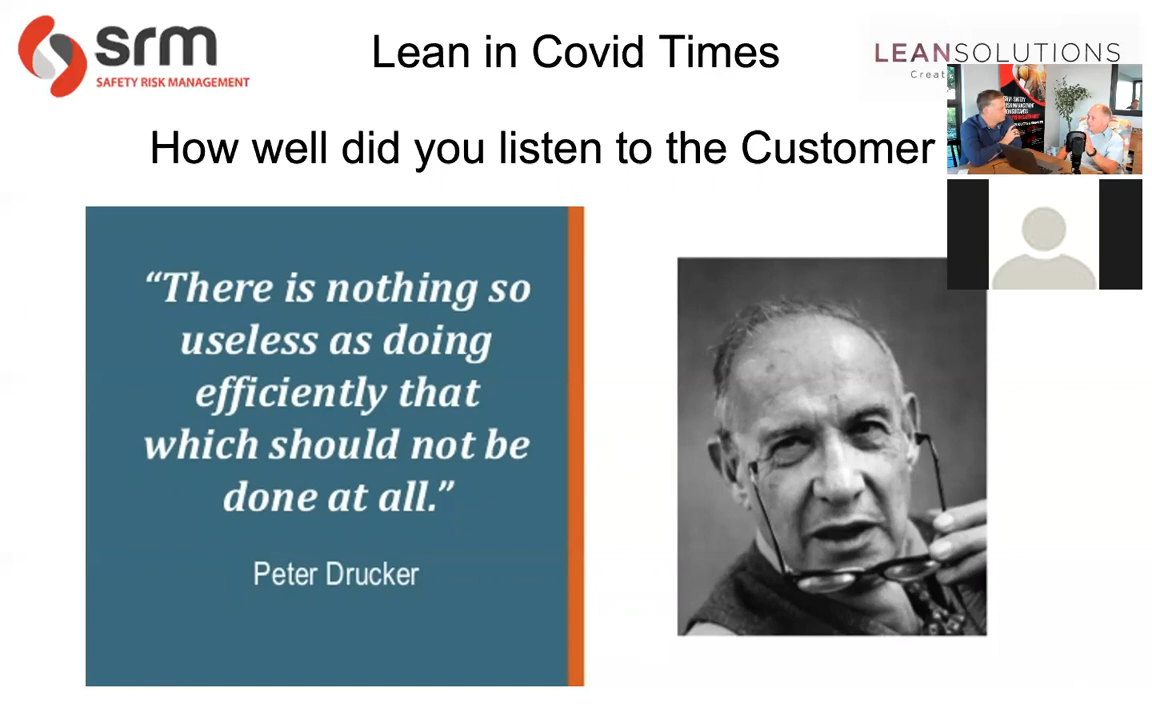 srm
SAFETY RISK MANAGEMENT
Lean in Covid Times
LEANSOLUTIONS
How well did you listen to the Customer
“There is nothing so
useless as doing
efficiently that
which should not be
done at all.”
Peter Drucker